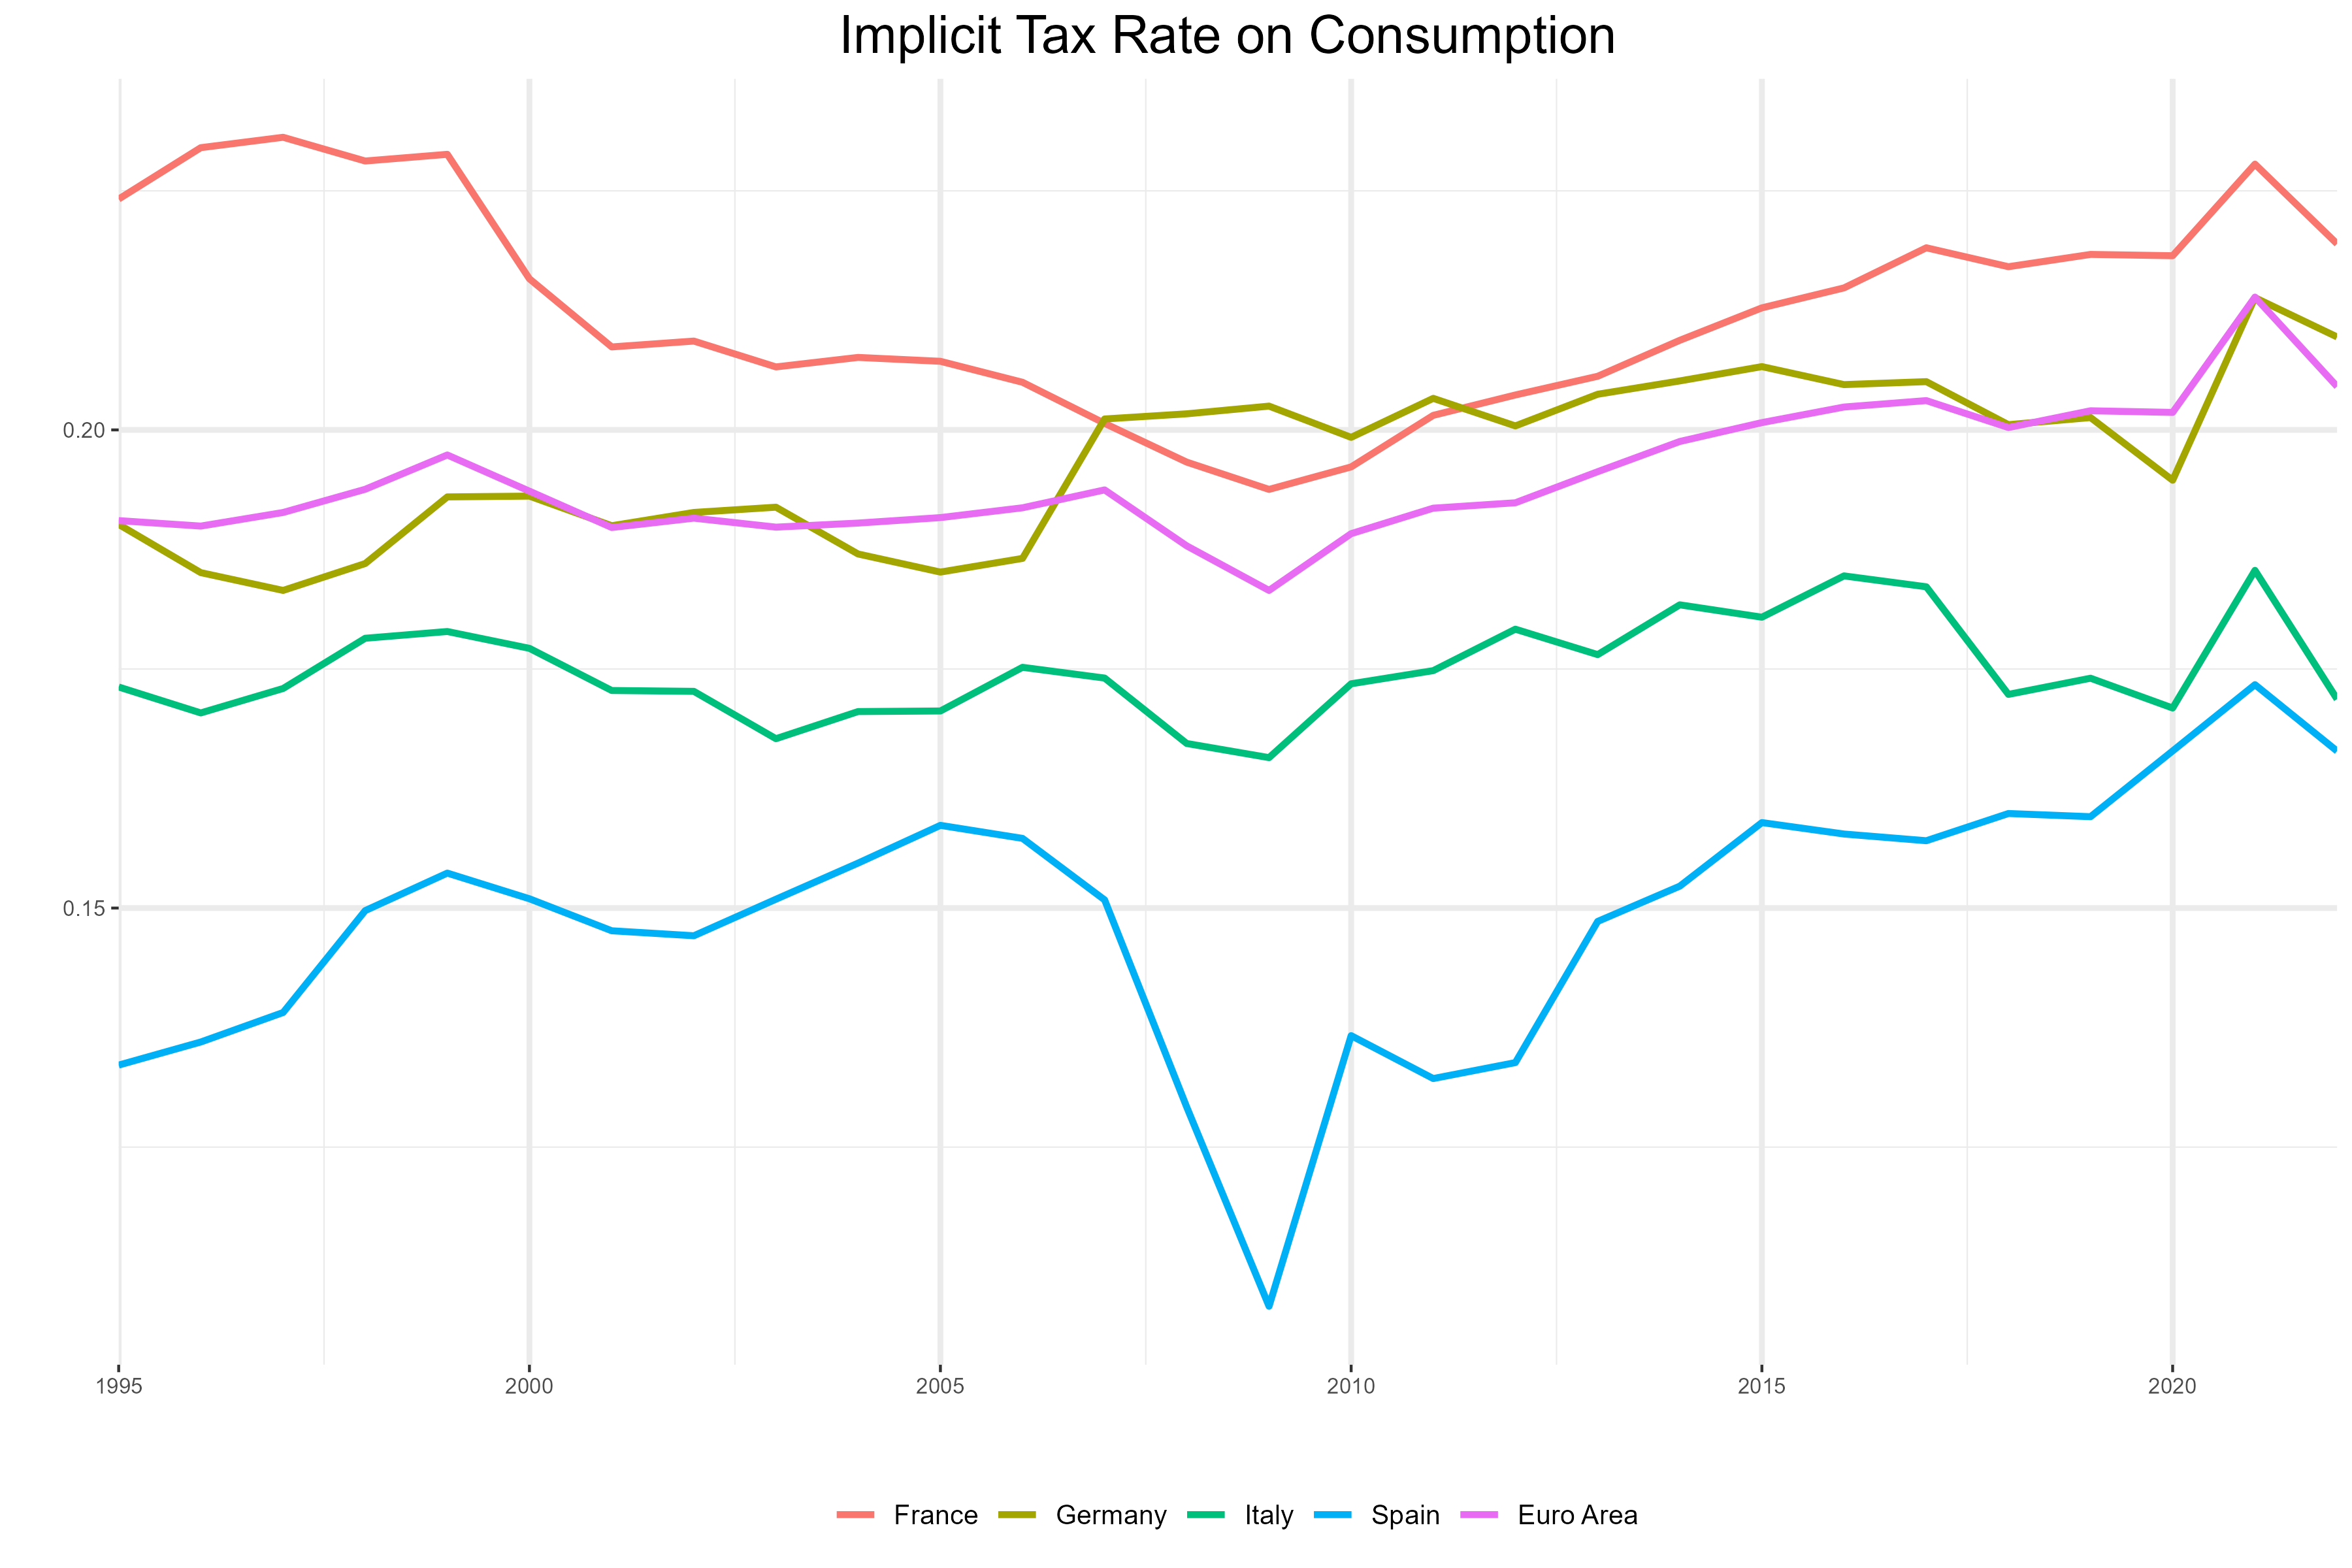 Implicit Tax Rate on Consumption
0.20
0.15
1995 2000 2005 2010 2015 2020
France Germany Italy Spain Euro Area